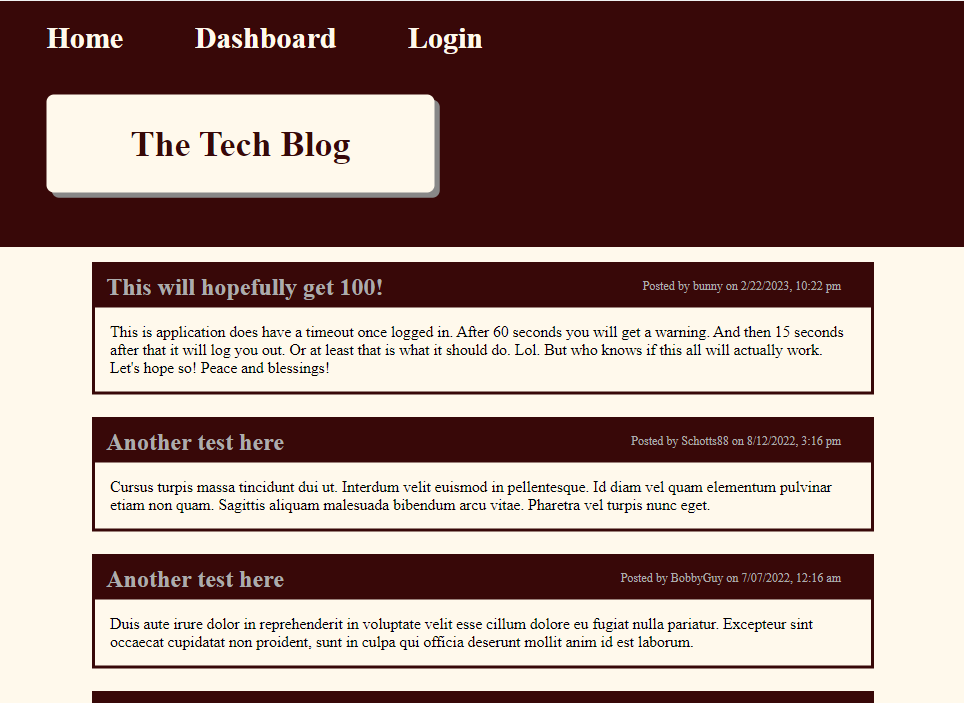 Home Dashboard Login
The Tech Blog
This will hopefully get 100! Posted by bunny on 2/22/2023, 10:22 pm
This is application does have a timeout once logged in. After 60 seconds you will get a warning. And then 15 seconds
after that it will log you out. Or at least that is what it should do. Lol. But who knows if this all will actually work.
Let's hope so! Peace and blessings!
Another test here Posted by Schotts88 on 8/12/2022, 3:16 pm
Cursus turpis massa tincidunt dui ut. Interdum velit euismod in pellentesque. Id diam vel quam elementum pulvinar
etiam non quam. Sagittis aliquam malesuada bibendum arcu vitae. Pharetra vel turpis nunc eget.
Another test here Posted by BobbyGuy on 7/07/2022, 12:16 am
Duis aute irure dolor in reprehenderit in voluptate velit esse cillum dolore eu fugiat nulla pariatur. Excepteur sint
occaecat cupidatat non proident, sunt in culpa qui officia deserunt mollit anim id est laborum.